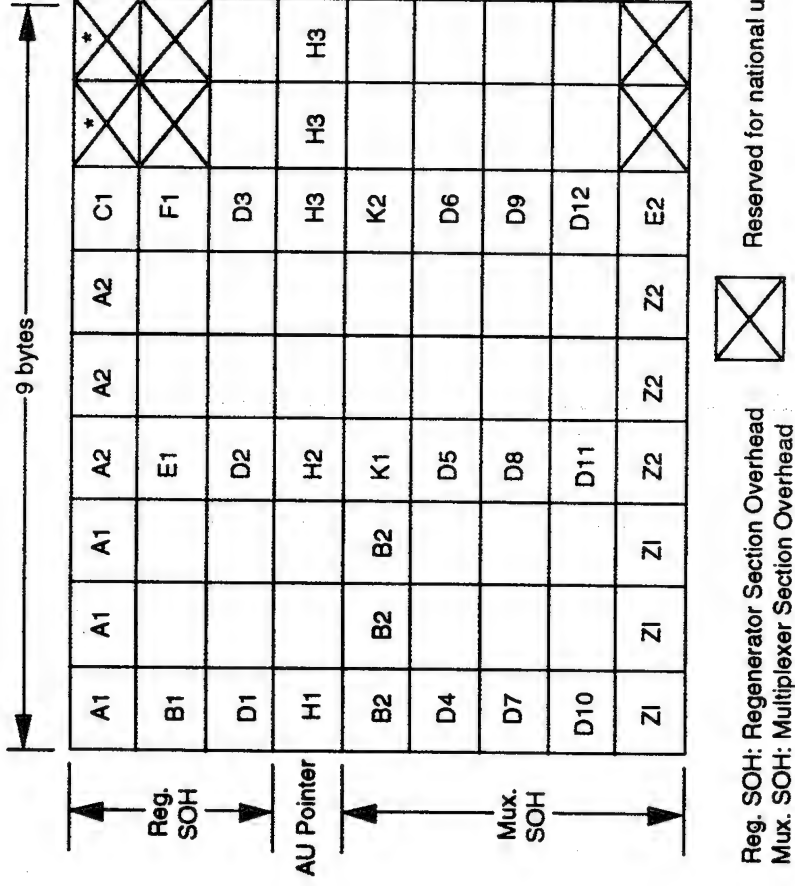 9 bytes
A1 A1 A1 A2 A2 A2 C1 * *
B1 E1 F1
Reg.
SOH
D1 D2 D3
AU Pointer H1 H2 H3 H3 H3
B2 B2 B2 K1 K2
D4 D5 D6
Mux.
SOH
D7 D8 D9
D10 D11 D12
ZI ZI ZI Z2 Z2 Z2 E2
Reg. SOH: Regenerator Section Overhead
Mux. SOH: Multiplexer Section Overhead
Reserved for national u